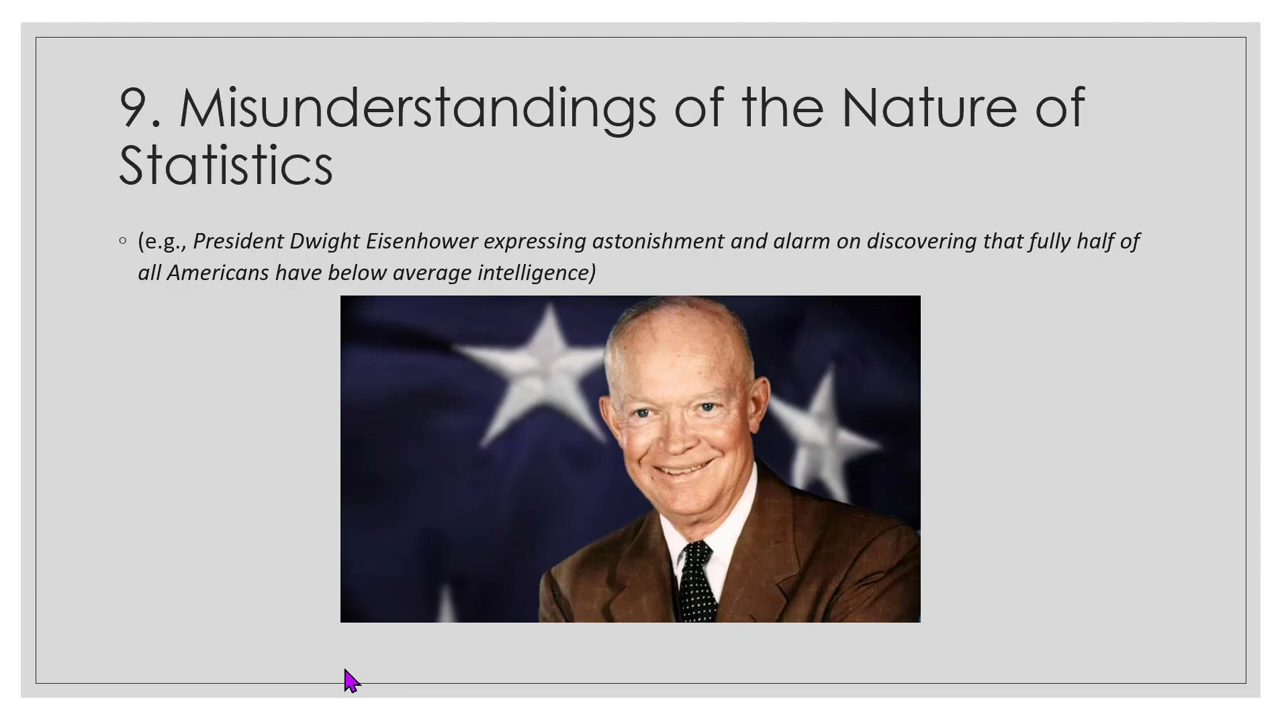 9. Misunderstandings of the Nature of
Statistics
◦ (e.g., President Dwight Eisenhower expressing astonishment and alarm on discovering that fully half of
all Americans have below average intelligence)